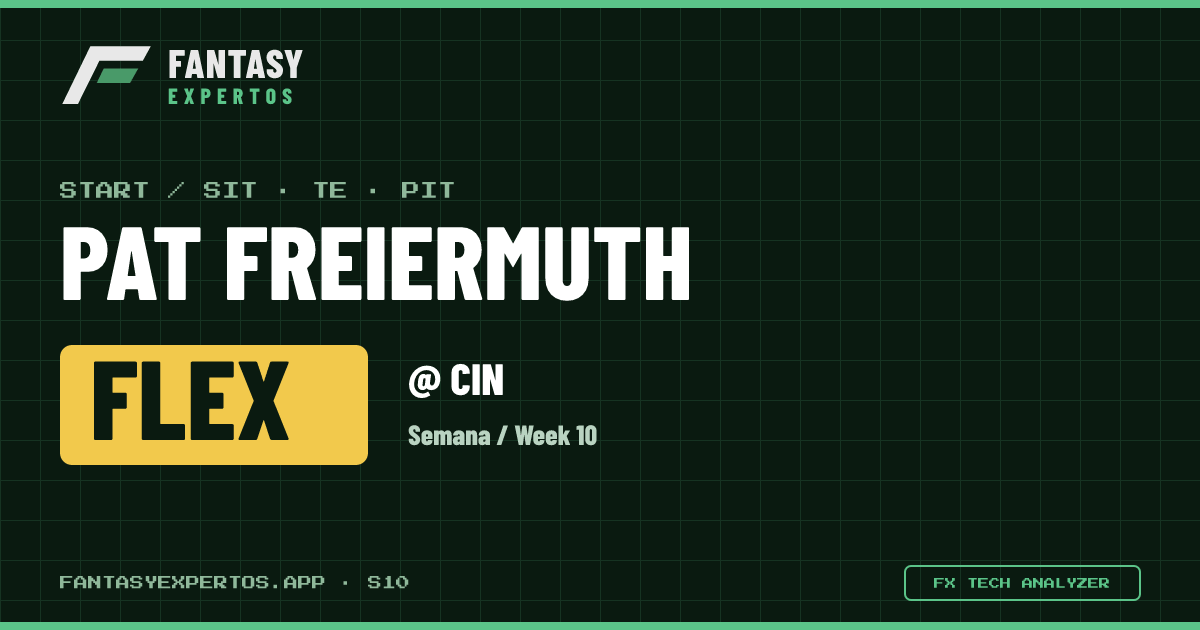 FANTASY
EXPERTOS
START / SIT · TE · PIT
PAT FREIERMUTH
FLEX
@ CIN
Semana / Week 10
FANTASYEXPERTOS.APP · S10
FX TECH ANALYZER